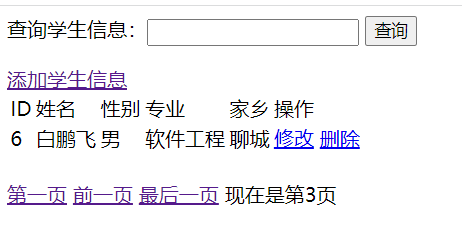 查询学生信息： 查询
添加学生信息
ID 姓名 性别 专业 家乡 操作
6 白鹏飞 男 软件工程 聊城 修改 删除
第一页 前一页 最后一页 现在是第3页